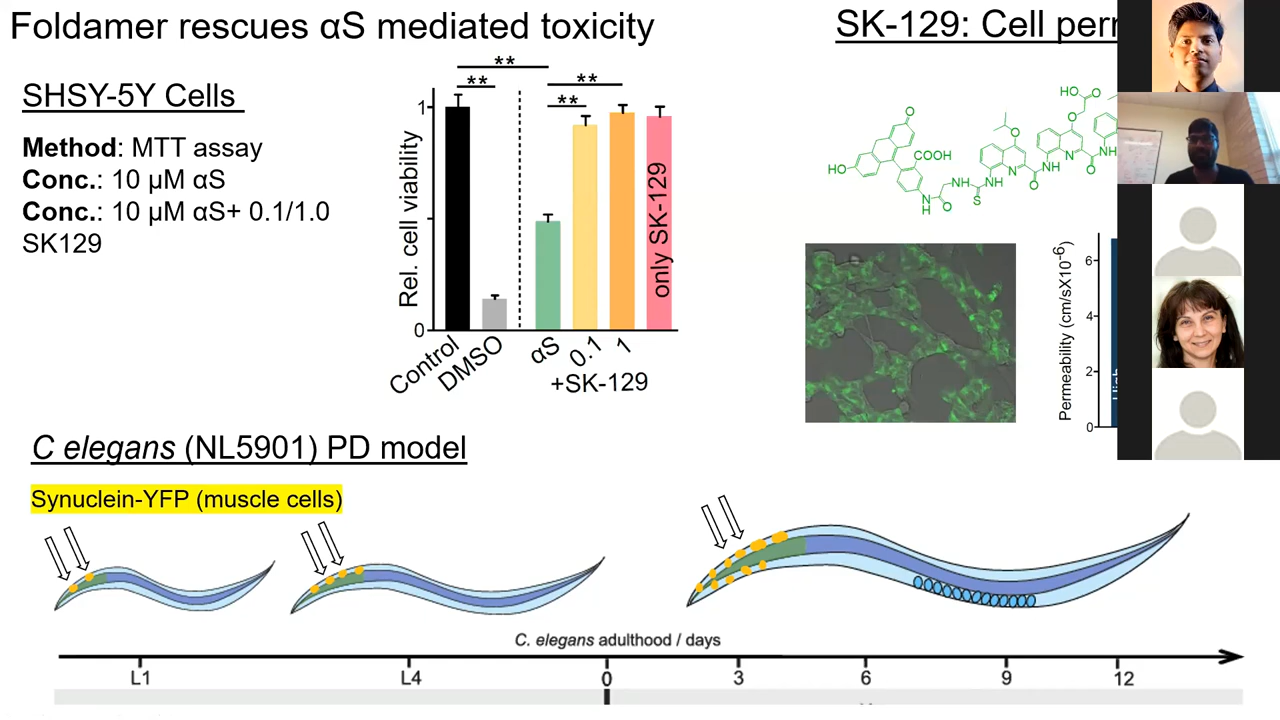 Foldamer rescues αS mediated toxicity
SHSY-5Y Cells
Method: MTT assay
Conc.: 10 µM αS
Conc.: 10 µM αS+ 0.1/1.0
SK129
Rel. cell viability
1
0
**
**
**
**
only SK-129
Control
DMSO
αS
0.1
1
+SK-129
SK-129: Cell
HO
O
COOH
N
H
O
NH
S
NH
O
N
O
NH
HO
O
O
N
O
NH
Permeability (cm/sX10-6)
6
4
2
0
C elegans (NL5901) PD model
Synuclein-YFP (muscle cells)
C. elegans adulthood / days
L1
L4
0
3
6
9
12